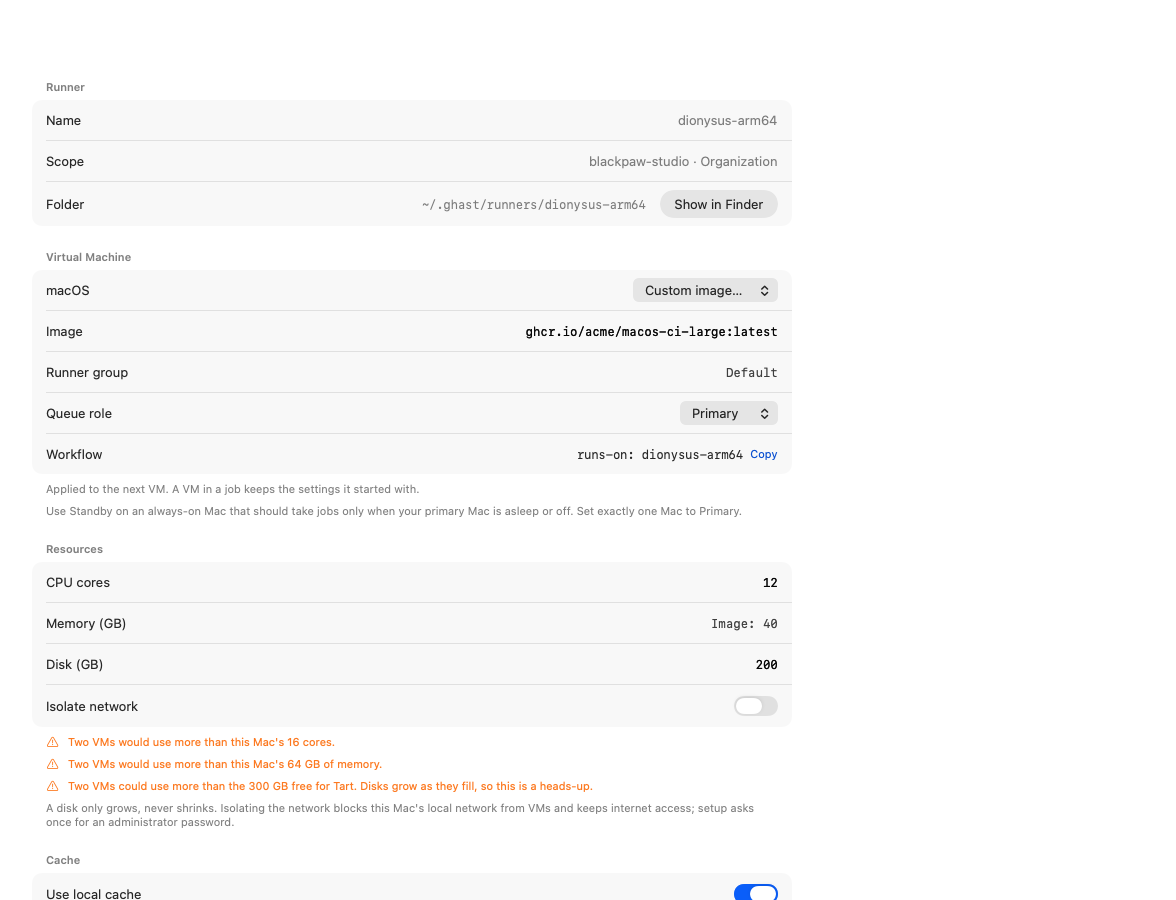 Runner
Name dionysus-arm64
Scope blackpaw-studio · Organization
Folder ~/.ghast/runners/dionysus-arm64 Show in Finder
Virtual Machine
macOS Custom image...
Image ghcr.io/acme/macos-ci-large:latest
Runner group Default
Queue role Primary
Workflow runs-on: dionysus-arm64 Copy
Applied to the next VM. A VM in a job keeps the settings it started with.
Use Standby on an always-on Mac that should take jobs only when your primary Mac is asleep or off. Set exactly one Mac to Primary.
Resources
CPU cores 12
Memory (GB) Image: 40
Disk (GB) 200
Isolate network
Two VMs would use more than this Mac's 16 cores.
Two VMs would use more than this Mac's 64 GB of memory.
Two VMs could use more than the 300 GB free for Tart. Disks grow as they fill, so this is a heads-up.
A disk only grows, never shrinks. Isolating the network blocks this Mac's local network from VMs and keeps internet access; setup asks
once for an administrator password.
Cache
Use local cache